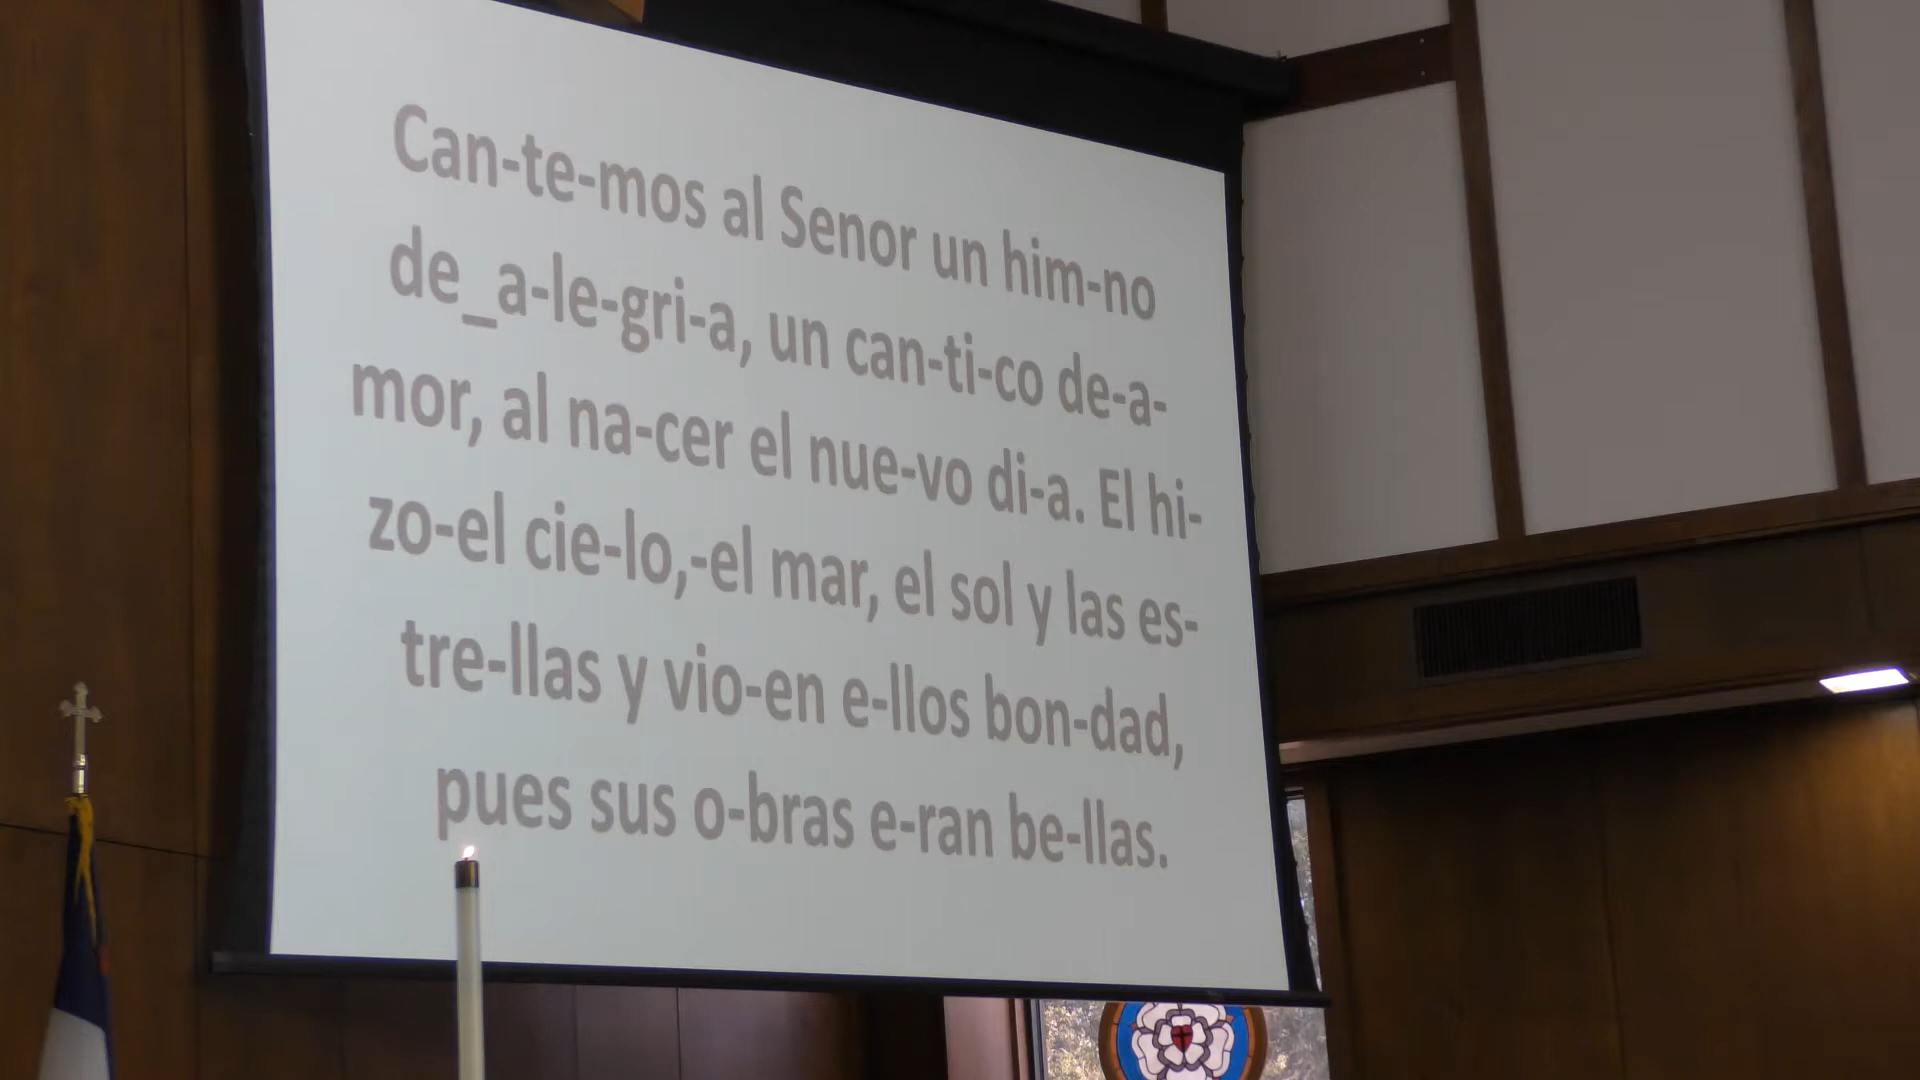 Can-te-mos al Senor un him-no
de_a-le-gri-a, un can-ti-co de-a-
mor, al na-cer el nue-vo di-a. El hi-
zo-el cie-lo,-el mar, el sol y las es-
tre-llas y vio-en e-llos bon-dad,
pues sus o-bras e-ran be-llas.